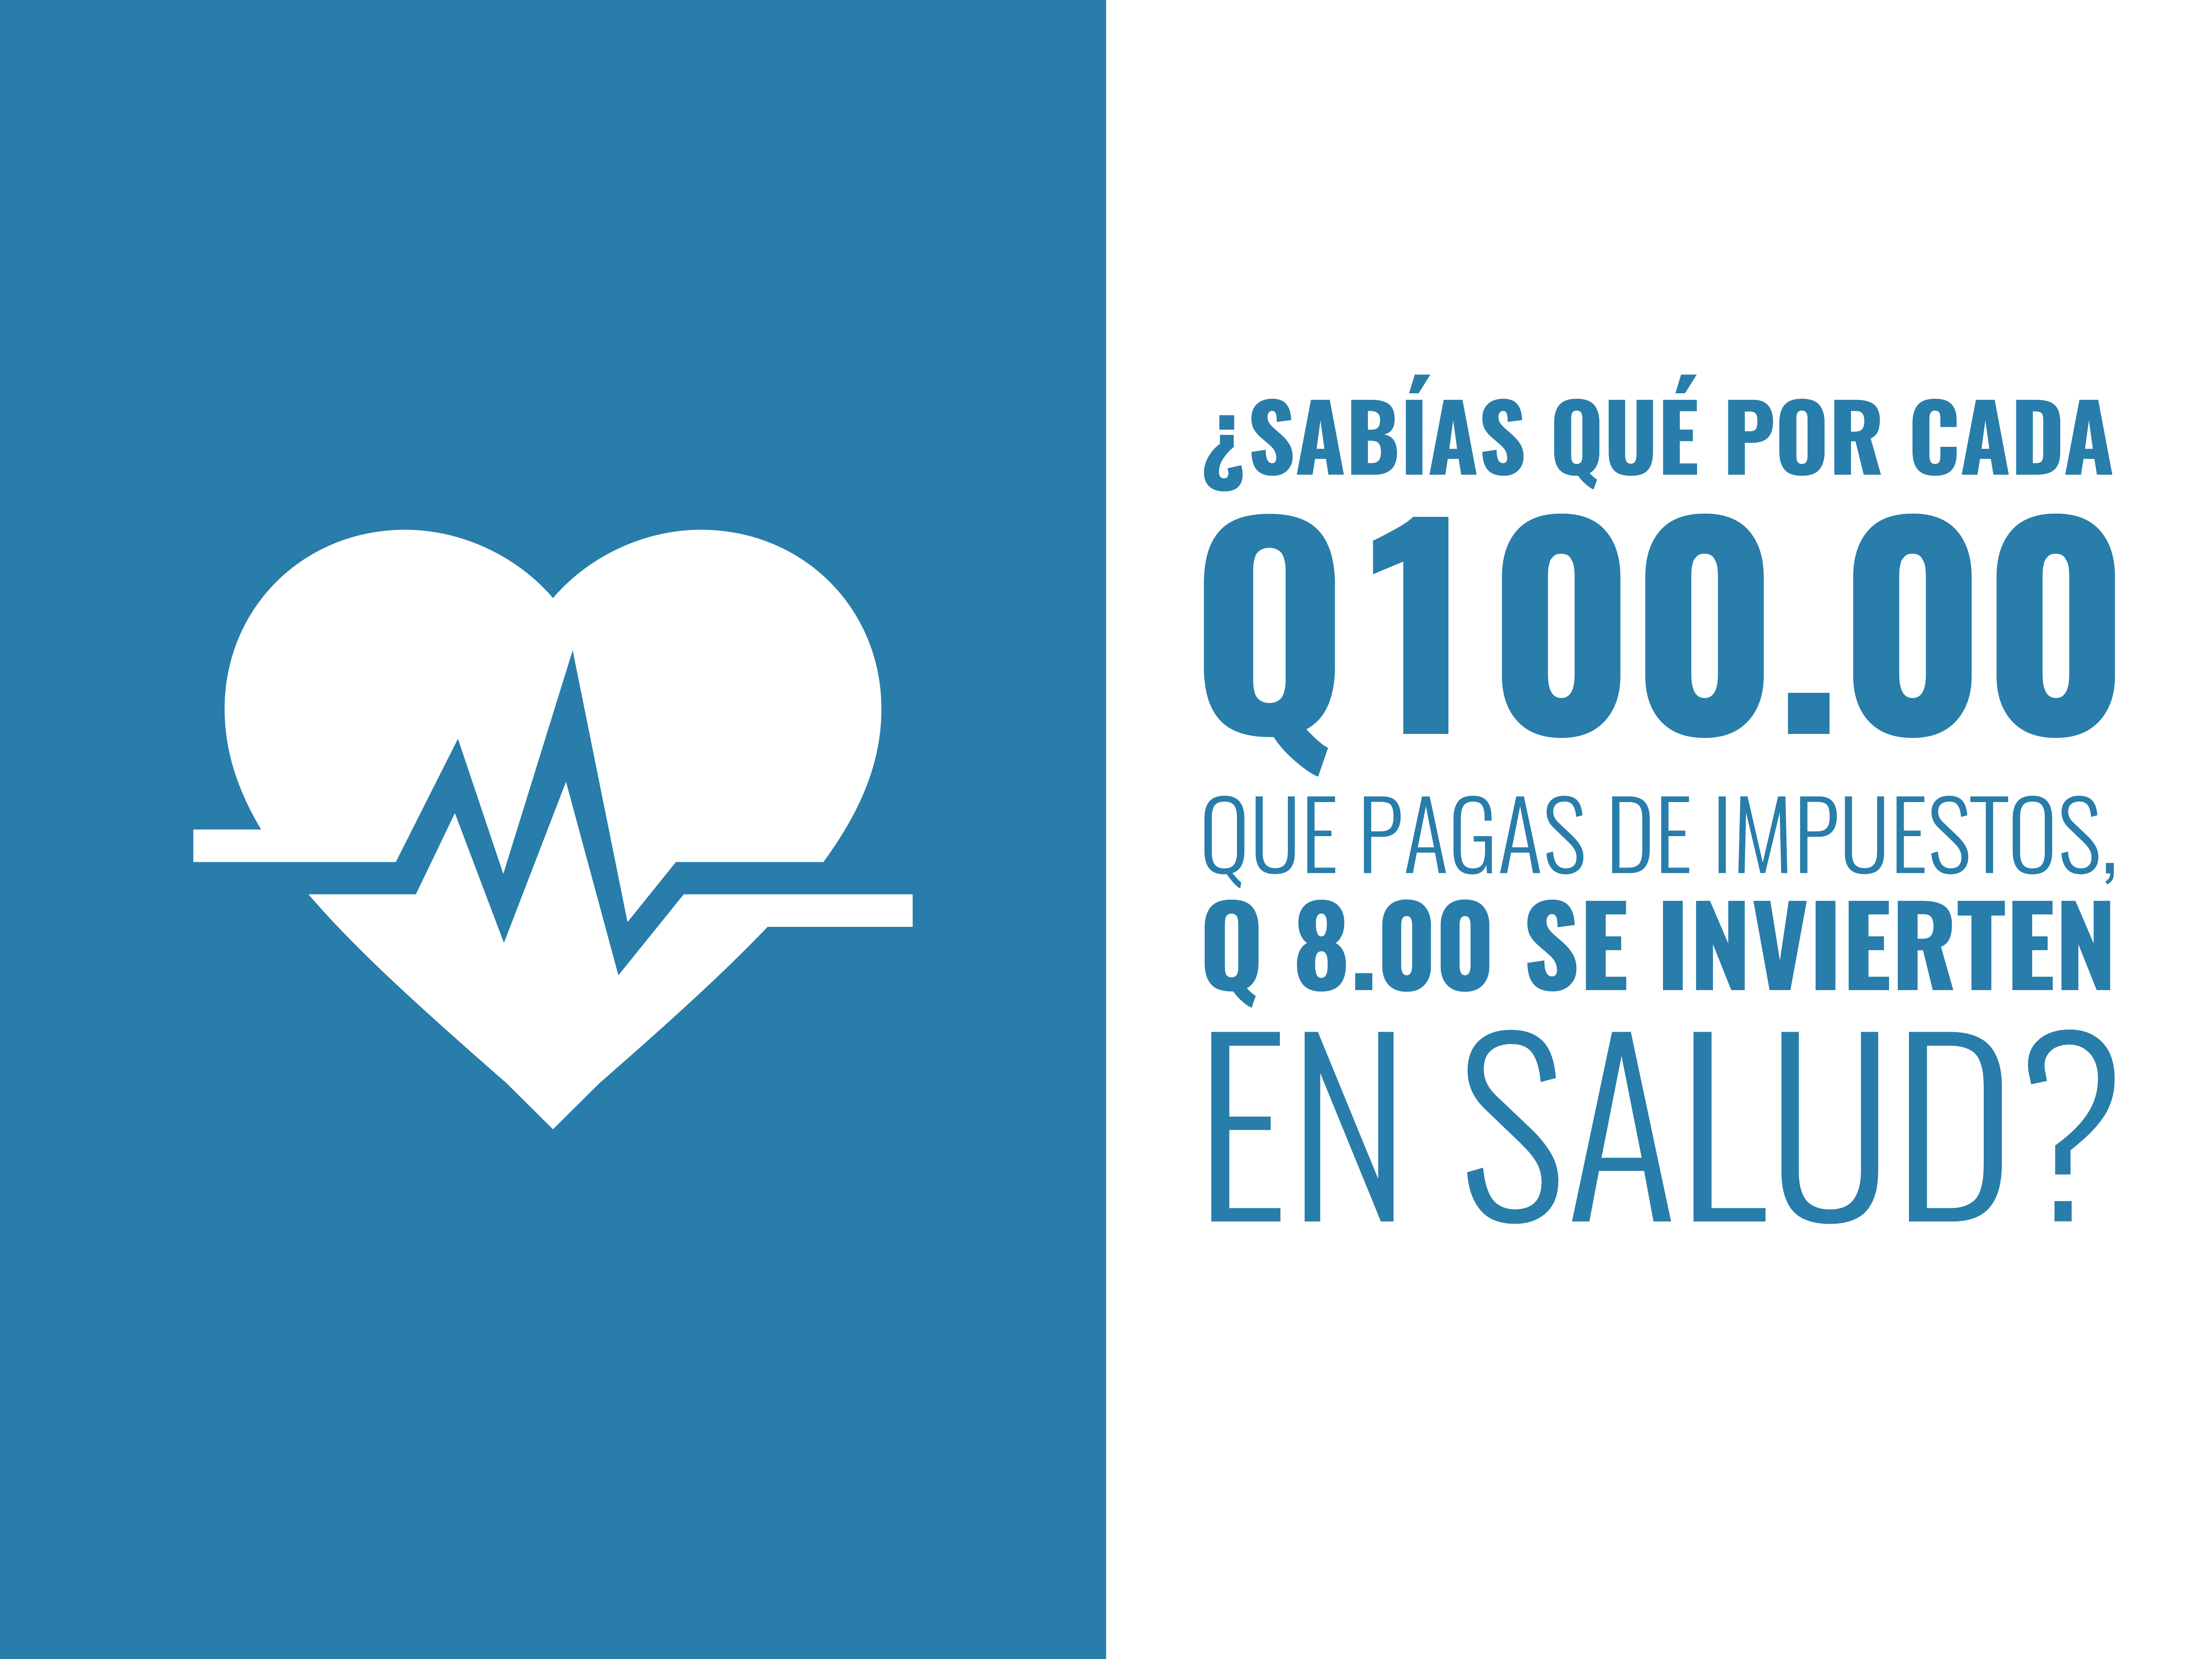 ¿SABÍAS QUÉ POR CADA
Q100.00
QUE PAGAS DE IMPUESTOS,
Q 8.00 SE INVIERTEN
EN SALUD?